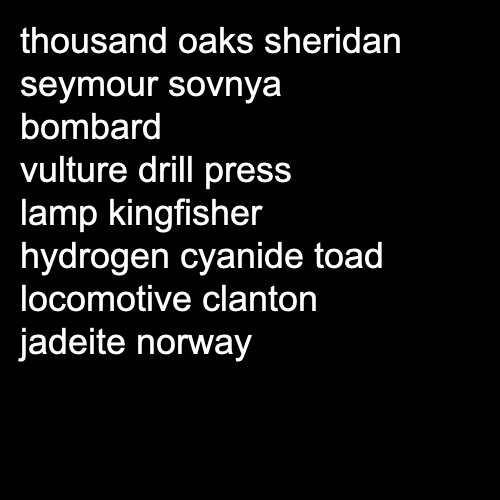 thousand oaks sheridan
seymour sovnya
bombard
vulture drill press
lamp kingfisher
hydrogen cyanide toad
locomotive clanton
jadeite norway